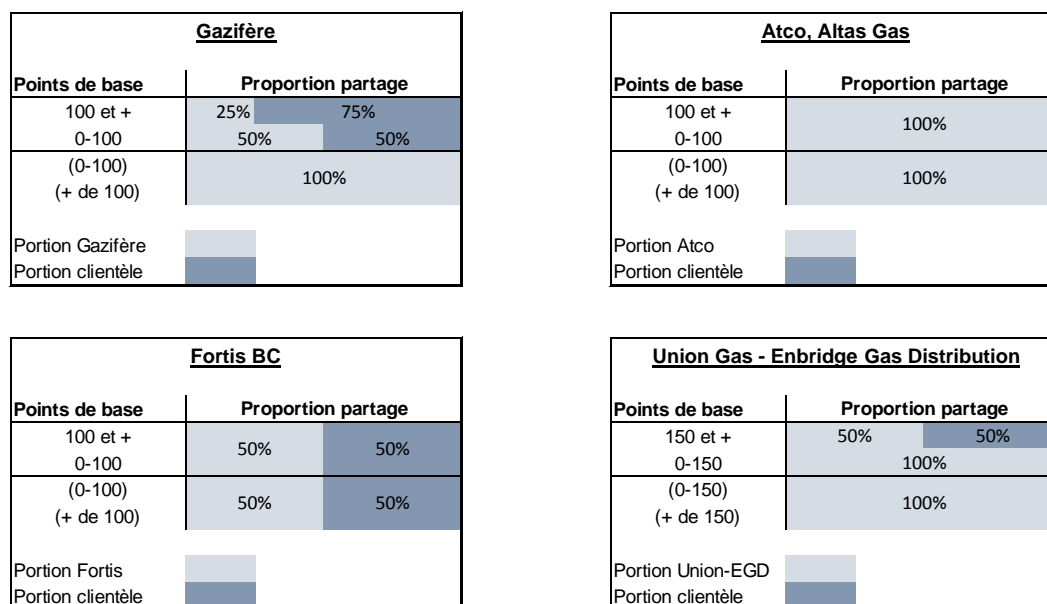 Gazifère
Points de base Proportion partage
100 et + 25% 75%
0-100 50% 50%
(0-100)
100%
(+ de 100)
Portion Gazifère
Portion clientèle
Atco, Altas Gas
Points de base Proportion partage
100 et +
100%
0-100
(0-100)
100%
(+ de 100)
Portion Atco
Portion clientèle
Fortis BC
Points de base Proportion partage
100 et +
50% 50%
0-100
(0-100)
50% 50%
(+ de 100)
Portion Fortis
Portion clientèle
Union Gas - Enbridge Gas Distribution
Points de base Proportion partage
150 et + 50% 50%
0-150 100%
(0-150)
100%
(+ de 150)
Portion Union-EGD
Portion clientèle